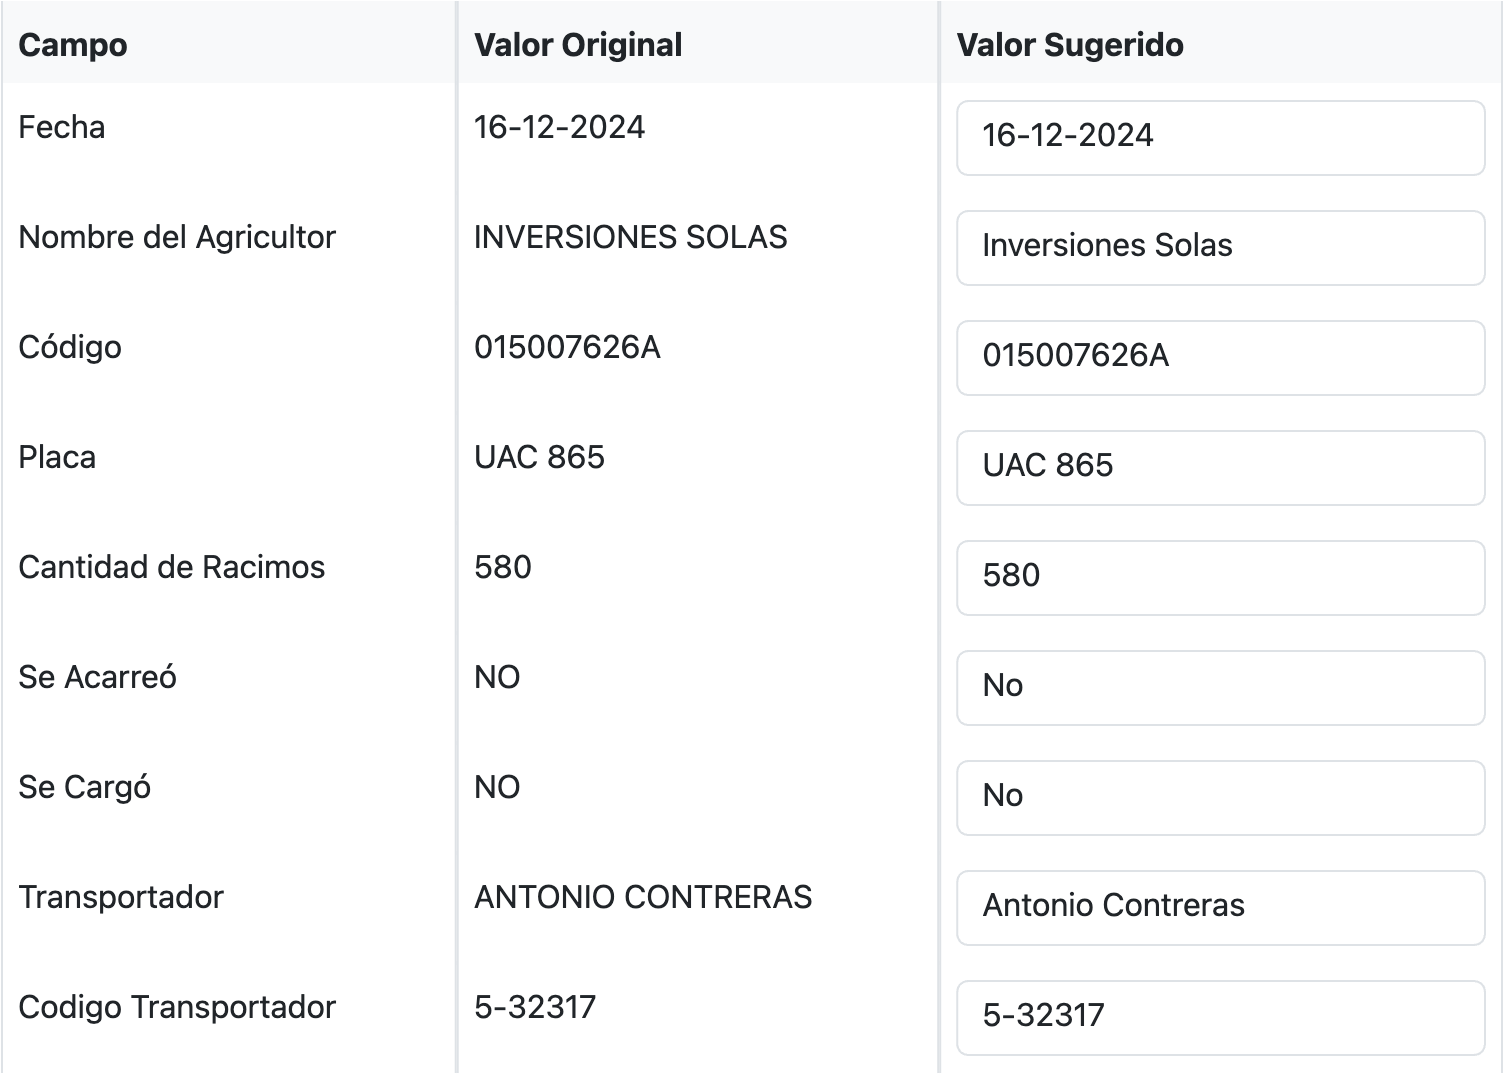 Campo Valor Original Valor Sugerido
Fecha 16-12-2024 16-12-2024
Nombre del Agricultor INVERSIONES SOLAS Inversiones Solas
Código 015007626A 015007626A
Placa UAC 865 UAC 865
Cantidad de Racimos 580 580
Se Acarreó NO No
Se Cargó NO No
Transportador ANTONIO CONTRERAS Antonio Contreras
Codigo Transportador 5-32317 5-32317